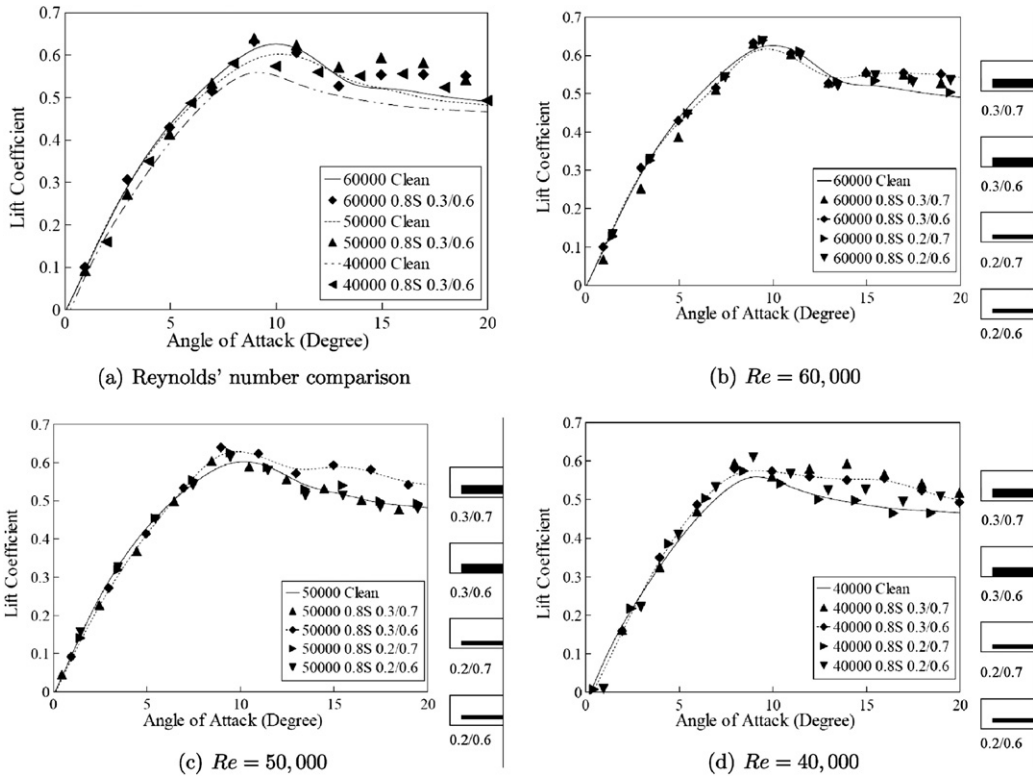 0.7
0.6
0.5
0.4
0.3
0.2
0.1
0
Lift Coefficient
60000 Clean
60000 0.8S 0.3/0.6
50000 Clean
50000 0.8S 0.3/0.6
40000 Clean
40000 0.8S 0.3/0.6
0 5 10 15 20
Angle of Attack (Degree)
(a) Reynolds' number comparison
0.7
0.6
0.5
0.4
0.3
0.2
0.1
0
Lift Coefficient
60000 Clean
60000 0.8S 0.3/0.7
60000 0.8S 0.3/0.6
60000 0.8S 0.2/0.7
60000 0.8S 0.2/0.6
0 5 10 15 20
Angle of Attack (Degree)
(b) Re = 60,000
0.3/0.7
0.3/0.6
0.2/0.7
0.2/0.6
0.7
0.6
0.5
0.4
0.3
0.2
0.1
0
Lift Coefficient
50000 Clean
50000 0.8S 0.3/0.7
50000 0.8S 0.3/0.6
50000 0.8S 0.2/0.7
50000 0.8S 0.2/0.6
0 5 10 15 20
Angle of Attack (Degree)
(c) Re = 50,000
0.3/0.7
0.3/0.6
0.2/0.7
0.2/0.6
0.7
0.6
0.5
0.4
0.3
0.2
0.1
0
Lift Coefficient
40000 Clean
40000 0.8S 0.3/0.7
40000 0.8S 0.3/0.6
40000 0.8S 0.2/0.7
40000 0.8S 0.2/0.6
0 5 10 15 20
Angle of Attack (Degree)
(d) Re = 40,000
0.3/0.7
0.3/0.6
0.2/0.7
0.2/0.6